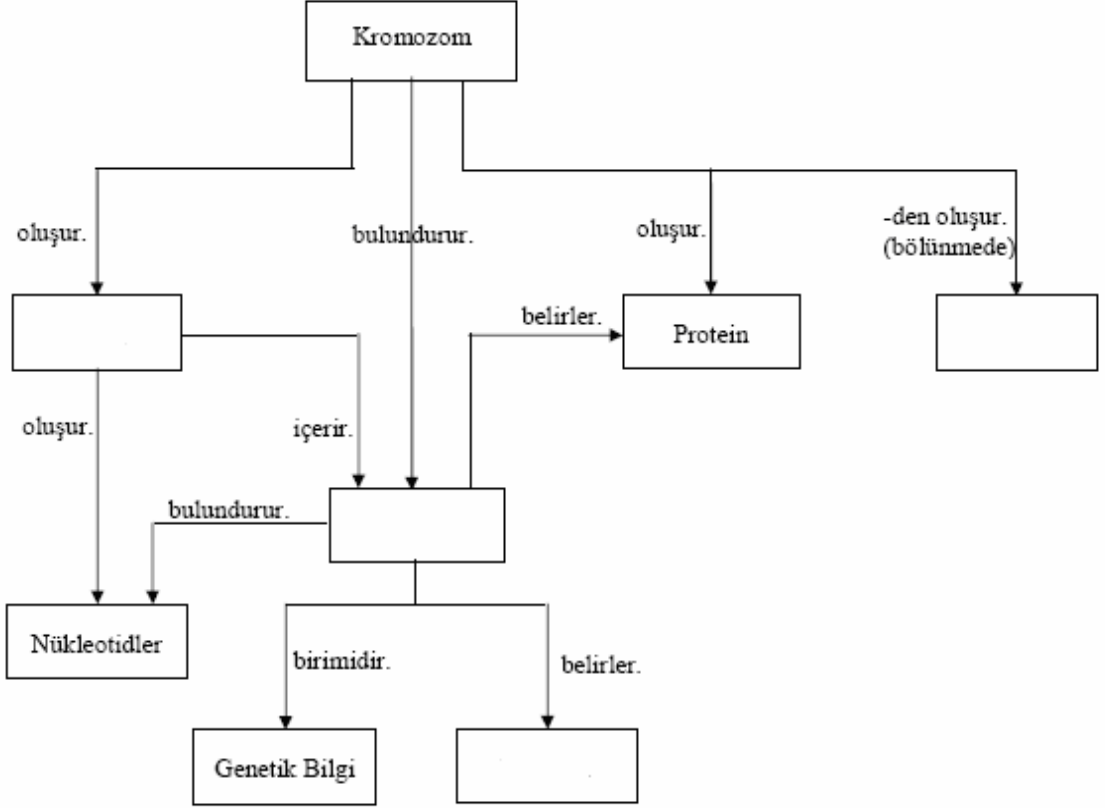 Kromozom
oluşur.
bulundurur.
oluşur.
-den oluşur.
(bölünmede)
belirler.
Protein
oluşur.
içerir.
bulundurur.
Nükleotidler
birimidir.
belirler.
Genetik Bilgi